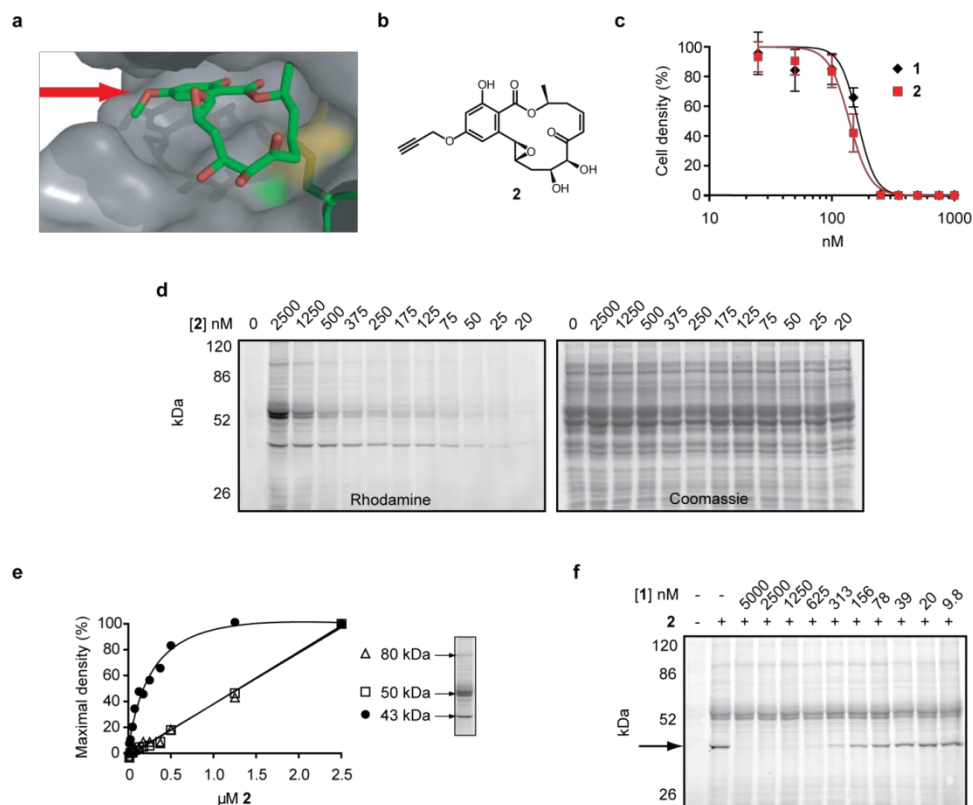 a
b
OH
O
O
O
O
O
OH
OH
2
c
Cell density (%)
100
80
60
40
20
0
10
100
1000
nM
1
2
d
[2] nM
0 2500 1250 500 375 250 175 125 75 50 25 20
0 2500 1250 500 375 250 175 125 75 50 25 20
kDa
120
86
52
26
Rhodamine
Coomassie
e
Maximal density (%)
100
80
60
40
20
0
0
0.5
1.0
1.5
2.0
2.5
µM 2
80 kDa
50 kDa
43 kDa
f
[1] nM - - 5000 2500 1250 625 313 156 78 39 20 9.8
2 - + + + + + + + + + + +
kDa
120
86
52
26